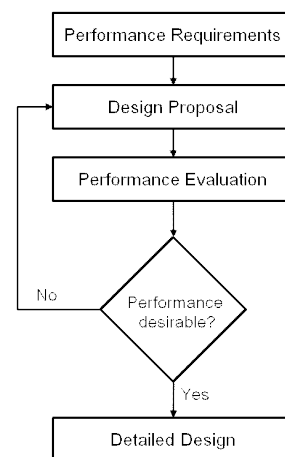 Performance Requirements
Design Proposal
Performance Evaluation
No
Performance
desirable?
Yes
Detailed Design